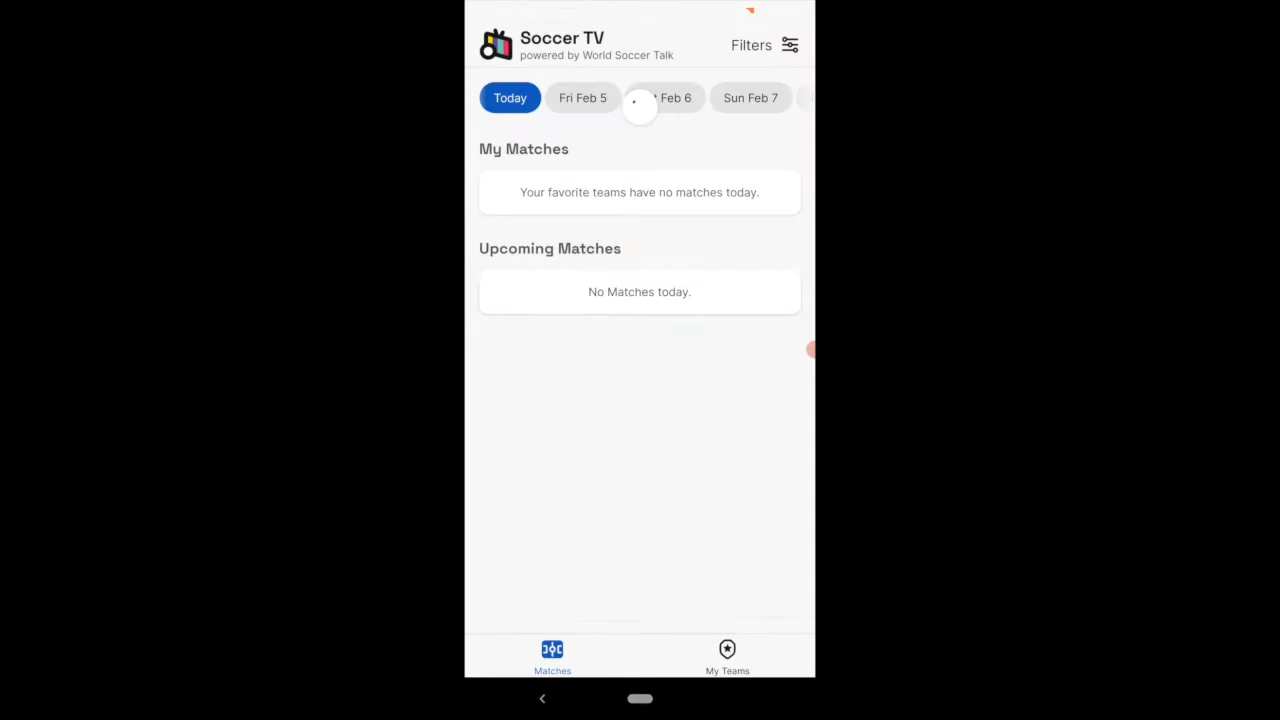 Soccer TV
powered by World Soccer Talk
Filters
Today
Fri Feb 5
Feb 6
Sun Feb 7
My Matches
Your favorite teams have no matches today.
Upcoming Matches
No Matches today.
Matches
My Teams